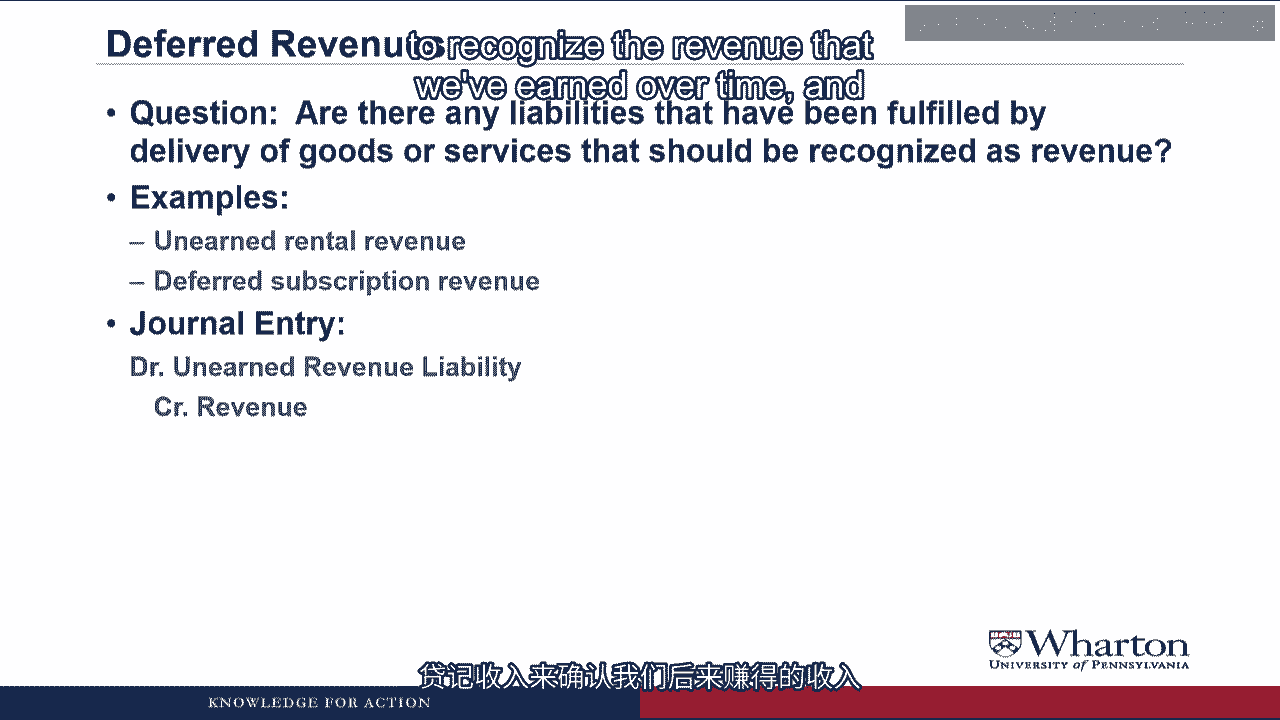 Deferred Revenues
to recognize the revenue that
we've earned over time, and
• Question: Are there any liabilities that have been fulfilled by
delivery of goods or services that should be recognized as revenue?
• Examples:
– Unearned rental revenue
– Deferred subscription revenue
• Journal Entry:
Dr. Unearned Revenue Liability
Cr. Revenue
Wharton
UNIVERSITY of PENNSYLVANIA
贷记收入来确认我们后来赚得的收入
KNOWLEDGE FOR ACTION